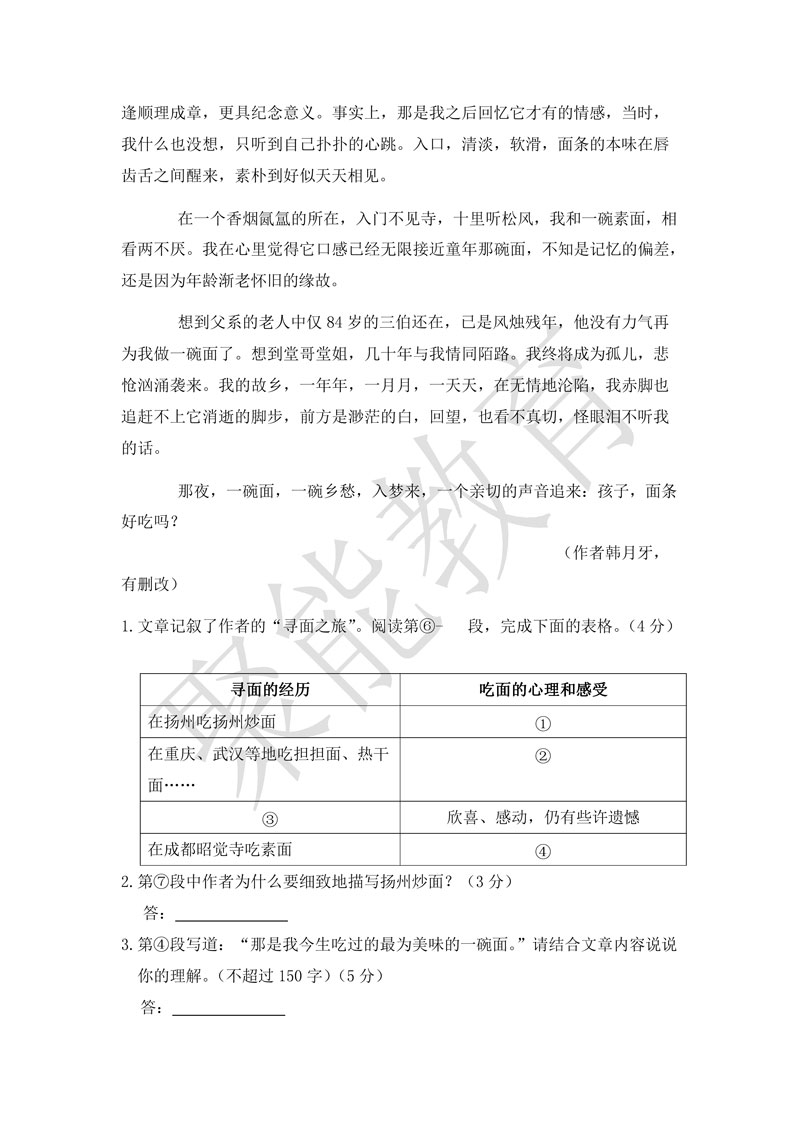 逢顺理成章，更具纪念意义。事实上，那是我之后回忆它才有的情感，当时，
我什么也没想，只听到自己扑扑的心跳。入口，清淡，软滑，面条的本味在唇
齿舌之间醒来，素朴到好似天天相见。
在一个香烟氤氲的所在，入门不见寺，十里听松风，我和一碗素面，相
看两不厌。我在心里觉得它口感已经无限接近童年那碗面，不知是记忆的偏差，
还是因为年龄渐老怀旧的缘故。
想到父系的老人中仅 84 岁的三伯还在，已是风烛残年，他没有力气再
为我做一碗面了。想到堂哥堂姐，几十年与我情同陌路。我终将成为孤儿，悲
怆汹涌袭来。我的故乡，一年年，一月月，一天天，在无情地沦陷，我赤脚也
追赶不上它消逝的脚步，前方是渺茫的白，回望，也看不真切，怪眼泪不听我
的话。
那夜，一碗面，一碗乡愁，入梦来，一个亲切的声音追来：孩子，面条
好吃吗？
（作者韩月牙，
有删改）
1.文章记叙了作者的“寻面之旅”。阅读第⑥- 段，完成下面的表格。（4 分）
寻面的经历 吃面的心理和感受
在扬州吃扬州炒面 ①
在重庆、武汉等地吃担担面、热干 ②
面……
③ 欣喜、感动，仍有些许遗憾
在成都昭觉寺吃素面 ④
2.第⑦段中作者为什么要细致地描写扬州炒面？（3 分）
答：
3.第④段写道：“那是我今生吃过的最为美味的一碗面。”请结合文章内容说说
你的理解。（不超过 150 字）（5 分）
答：
聚能教育